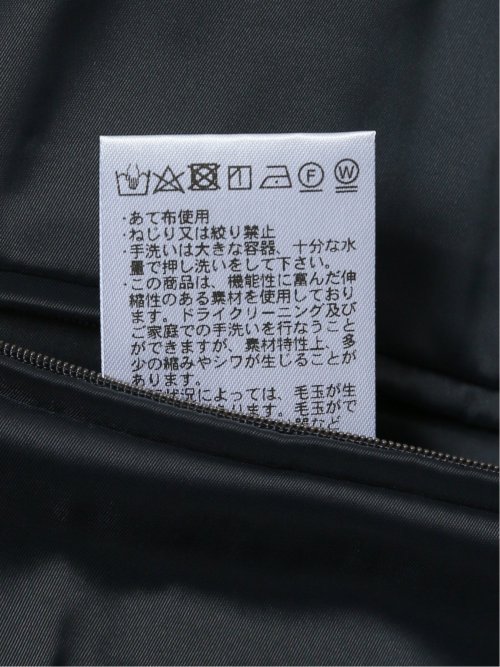 F W
・あて布使用
・ねじり又は絞り禁止
・手洗いは大きな容器、十分な水
量で押し洗いをして下さい。
・この商品は、機能性に富んだ伸
縮性のある素材を使用しており
ます。ドライクリーニング及び
ご家庭での手洗いを行なうこと
ができますが、素材特性上、多
少の縮みやシワが生じることが
あります。
状況によっては、毛玉が生
ります。毛玉がで
など